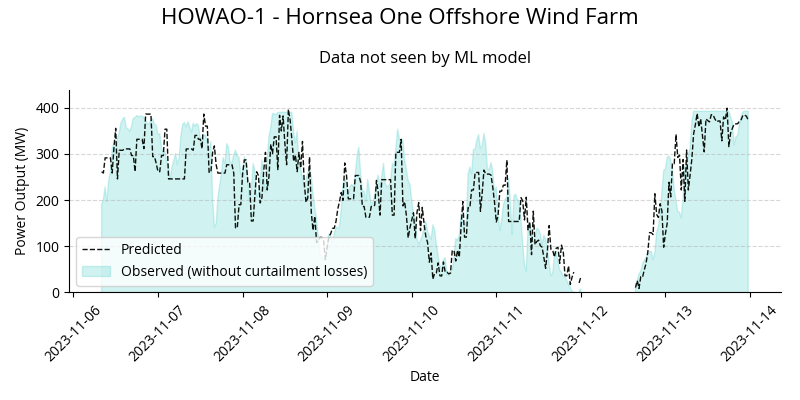 HOWAO-1 - Hornsea One Offshore Wind Farm
Data not seen by ML model
Power Output (MW)
400
300
200
100
0
Predicted
Observed (without curtailment losses)
2023-11-06
2023-11-07
2023-11-08
2023-11-09
2023-11-10
2023-11-11
2023-11-12
2023-11-13
2023-11-14
Date